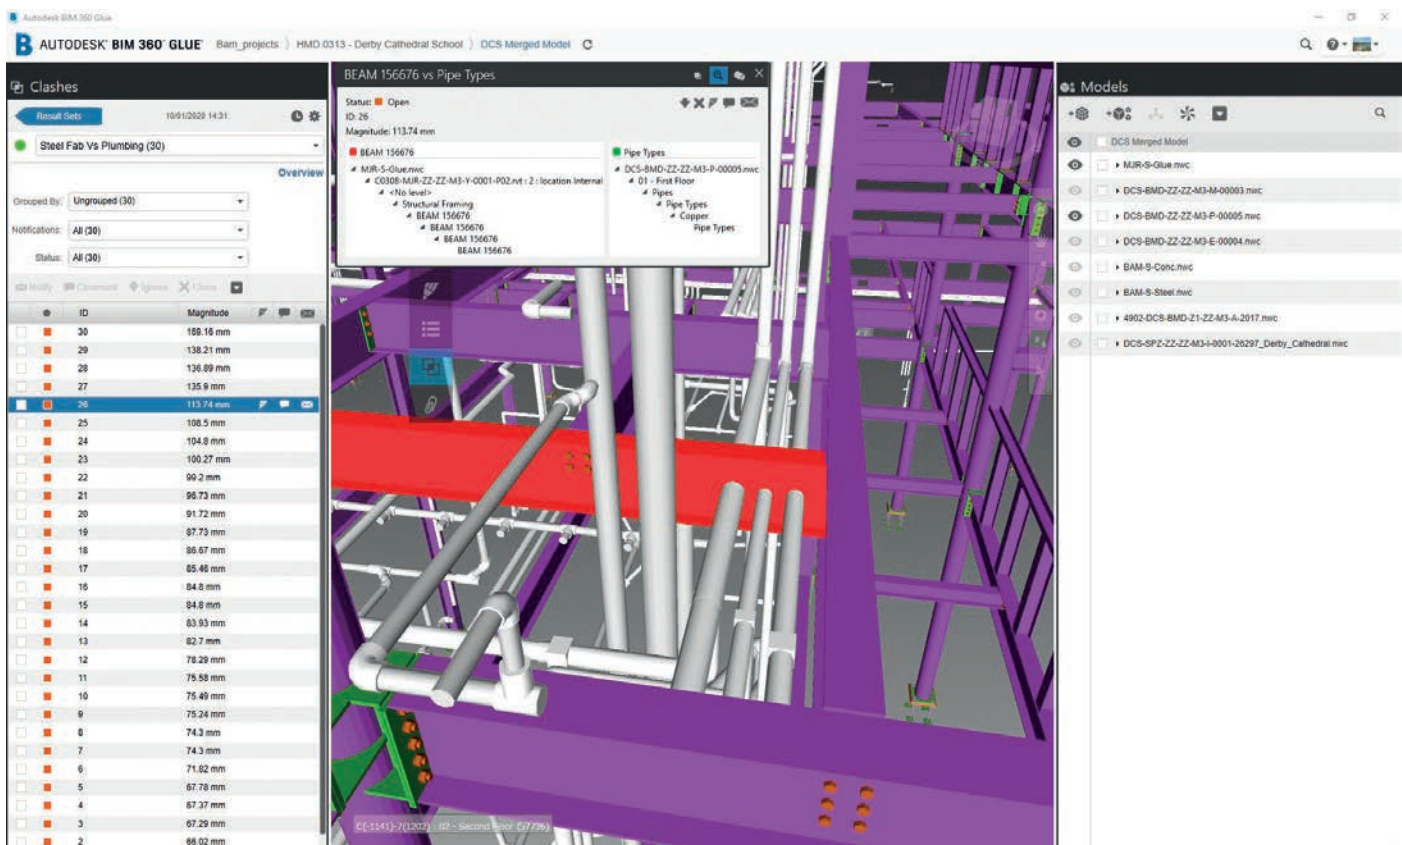 Autodesk BIM 360 Glue
AUTODESK® BIM 360® GLUE® Bam_projects > HMD 0313 - Derby Cathedral School > DCS Merged Model
Clashes
Result Sets 10/01/2020 14:31
Steel Fab Vs Plumbing (30)
Overview
Grouped By: Ungrouped (30)
Notifications: All (30)
Status: All (30)
Notify Comment Ignore Close
ID Magnitude
30 169.16 mm
29 138.21 mm
28 136.89 mm
27 135.9 mm
26 113.74 mm
25 108.5 mm
24 104.8 mm
23 100.27 mm
22 99.2 mm
21 96.73 mm
20 91.72 mm
19 87.73 mm
18 86.67 mm
17 85.46 mm
16 84.8 mm
15 84.8 mm
14 83.93 mm
13 82.7 mm
12 78.29 mm
11 75.58 mm
10 75.49 mm
9 75.24 mm
8 74.3 mm
7 74.3 mm
6 71.82 mm
5 67.78 mm
4 67.37 mm
3 67.29 mm
2 66.02 mm
BEAM 156676 vs Pipe Types
Status: Open
ID: 26
Magnitude: 113.74 mm
BEAM 156676
MJR-S-Glue.nwc
C0308-MJR-ZZ-ZZ-M3-Y-0001-P02.rvt : 2 : location Internal
<No level>
Structural Framing
BEAM 156676
BEAM 156676
BEAM 156676
BEAM 156676
Pipe Types
DCS-BMD-ZZ-ZZ-M3-P-00005.nwc
01 - First Floor
Pipes
Pipe Types
Copper
Pipe Types
C(-1141)-7(1202) : 02 - Second Floor (57726)
Models
DCS Merged Model
MJR-S-Glue.nwc
DCS-BMD-ZZ-ZZ-M3-M-00003.nwc
DCS-BMD-ZZ-ZZ-M3-P-00005.nwc
DCS-BMD-ZZ-ZZ-M3-E-00004.nwc
BAM-S-Conc.nwc
BAM-S-Steel.nwc
4902-DCS-BMD-Z1-ZZ-M3-A-2017.nwc
DCS-SPZ-ZZ-ZZ-M3-I-0001-26297_Derby_Cathedral.nwc